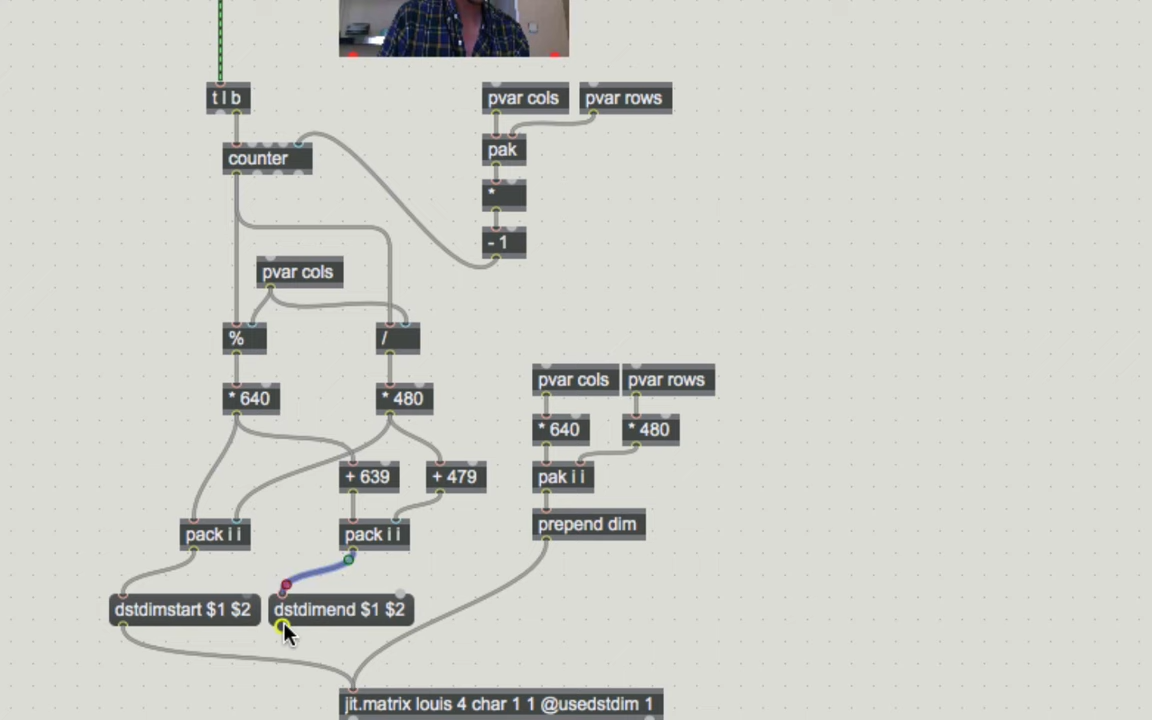 t l b
pvar cols
pvar rows
pak
counter
*
- 1
pvar cols
%
/
pvar cols
pvar rows
* 640
* 480
* 640
* 480
+ 639
+ 479
pak i i
prepend dim
pack i i
pack i i
dstdimstart $1 $2
dstdimend $1 $2
jit.matrix louis 4 char 1 1 @usedstdim 1